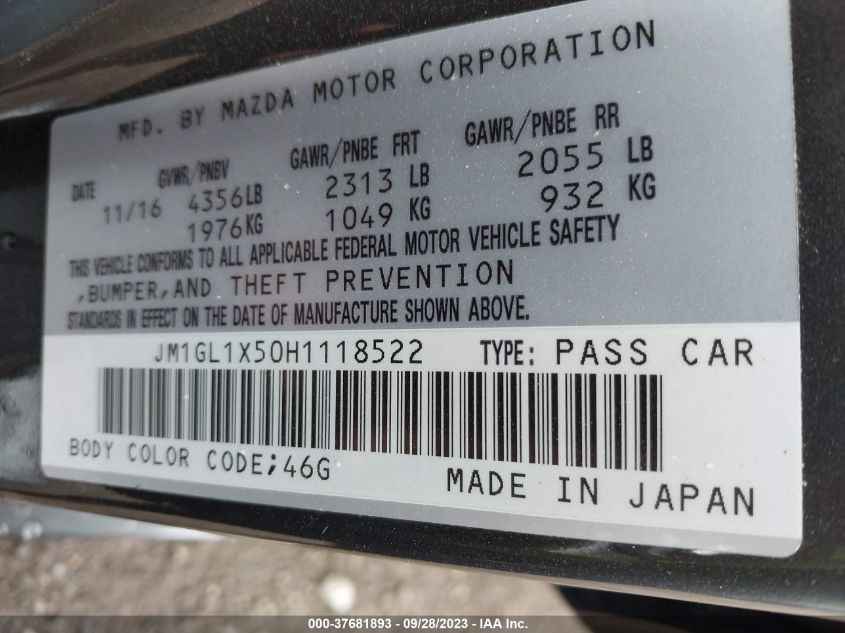 MFD. BY MAZDA MOTOR CORPORATION
DATE GVWR/PNBV GAWR/PNBE FRT GAWR/PNBE RR
11/16 4356LB 2313 LB 2055 LB
1976KG 1049 KG 932 KG
THIS VEHICLE CONFORMS TO ALL APPLICABLE FEDERAL MOTOR VEHICLE SAFETY
,BUMPER,AND THEFT PREVENTION
STANDARDS IN EFFECT ON THE DATE OF MANUFACTURE SHOWN ABOVE.
JM1GL1X50H1118522 TYPE: PASS CAR
BODY COLOR CODE;46G MADE IN JAPAN
000-37681893 - 09/28/2023 - IAA Inc.